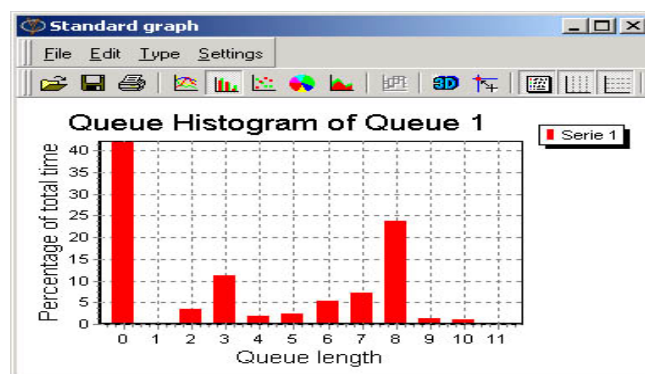 Standard graph
File Edit Type Settings
3D
Queue Histogram of Queue 1
Serie 1
Percentage of total time
40
35
30
25
20
15
10
5
0
0 1 2 3 4 5 6 7 8 9 10 11
Queue length